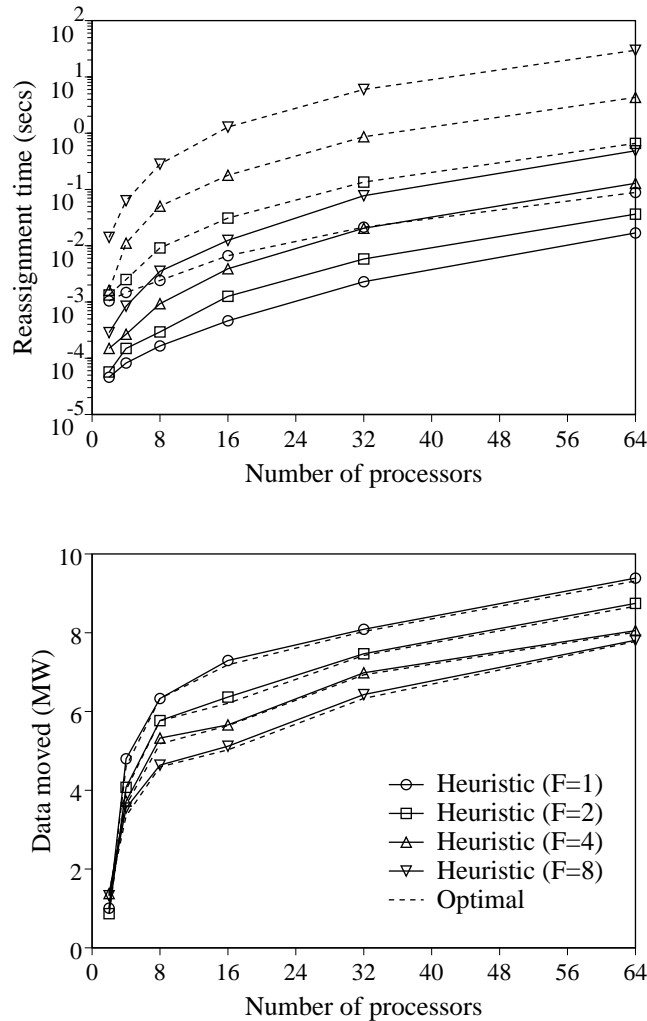 10^2
10^1
10^0
10^-1
10^-2
10^-3
10^-4
10^-5
Reassignment time (secs)
0 8 16 24 32 40 48 56 64
Number of processors
10
8
6
4
2
0
Data moved (MW)
Heuristic (F=1)
Heuristic (F=2)
Heuristic (F=4)
Heuristic (F=8)
Optimal
0 8 16 24 32 40 48 56 64
Number of processors